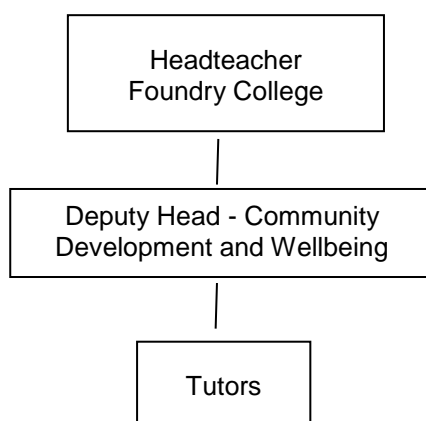 Headteacher
Foundry College
Deputy Head - Community
Development and Wellbeing
Tutors